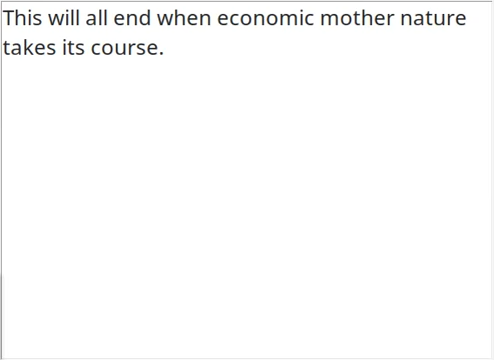 This will all end when economic mother nature
takes its course.